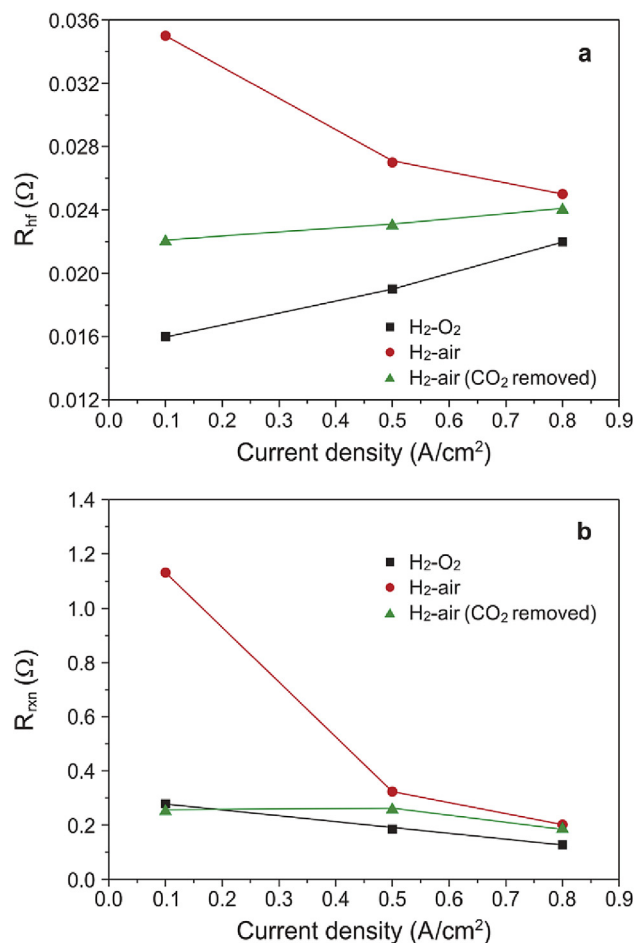 a
0.036
0.032
0.028
0.024
0.020
0.016
0.012
Rhf (Ω)
H2-O2
H2-air
H2-air (CO2 removed)
0.0 0.1 0.2 0.3 0.4 0.5 0.6 0.7 0.8 0.9
Current density (A/cm²)
b
1.4
1.2
1.0
0.8
0.6
0.4
0.2
0.0
Rrxn (Ω)
H2-O2
H2-air
H2-air (CO2 removed)
0.0 0.1 0.2 0.3 0.4 0.5 0.6 0.7 0.8 0.9
Current density (A/cm²)